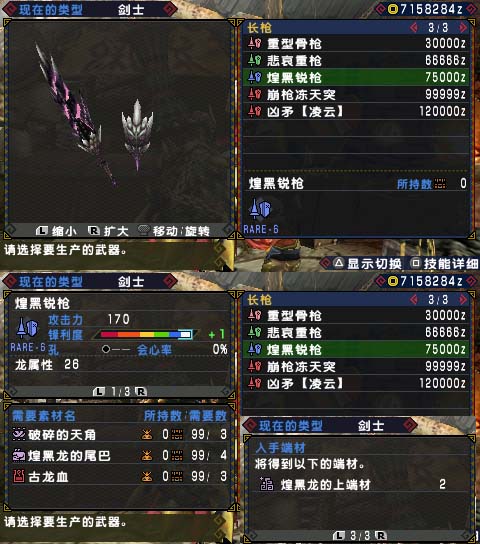 现在的类型 剑士
7158284z
长枪 3/3
重型骨枪 30000z
悲哀重枪 66666z
煌黑锐枪 75000z
崩枪冻天突 99999z
凶矛【凌云】 120000z
煌黑锐枪 所持数 0
RARE-6
L 缩小 R 扩大 移动/旋转
请选择要生产的武器。
△显示切换 □技能详细
现在的类型 剑士
7158284z
煌黑锐枪
攻击力 170
锋利度 +1
RARE-6
孔 ●-- 会心率 0%
龙属性 26
L 1/3 R
长枪 3/3
重型骨枪 30000z
悲哀重枪 66666z
煌黑锐枪 75000z
崩枪冻天突 99999z
凶矛【凌云】 120000z
需要素材名 所持数/需要数
破碎的天角 0 99/ 3
煌黑龙的尾巴 0 99/ 4
古龙血 0 99/ 3
请选择要生产的武器。
现在的类型 剑士
入手端材
将得到以下的端材。
煌黑龙的上端材 2
L 3/3 R